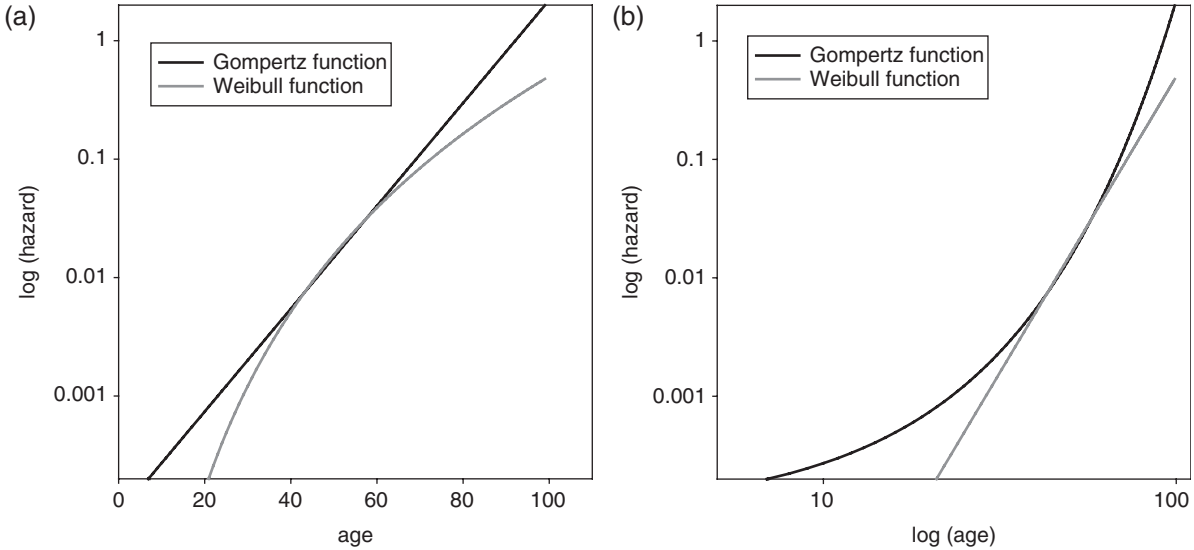 (a)
Gompertz function
Weibull function
1
0.1
0.01
0.001
log (hazard)
0 20 40 60 80 100
age
(b)
Gompertz function
Weibull function
1
0.1
0.01
0.001
log (hazard)
10 100
log (age)